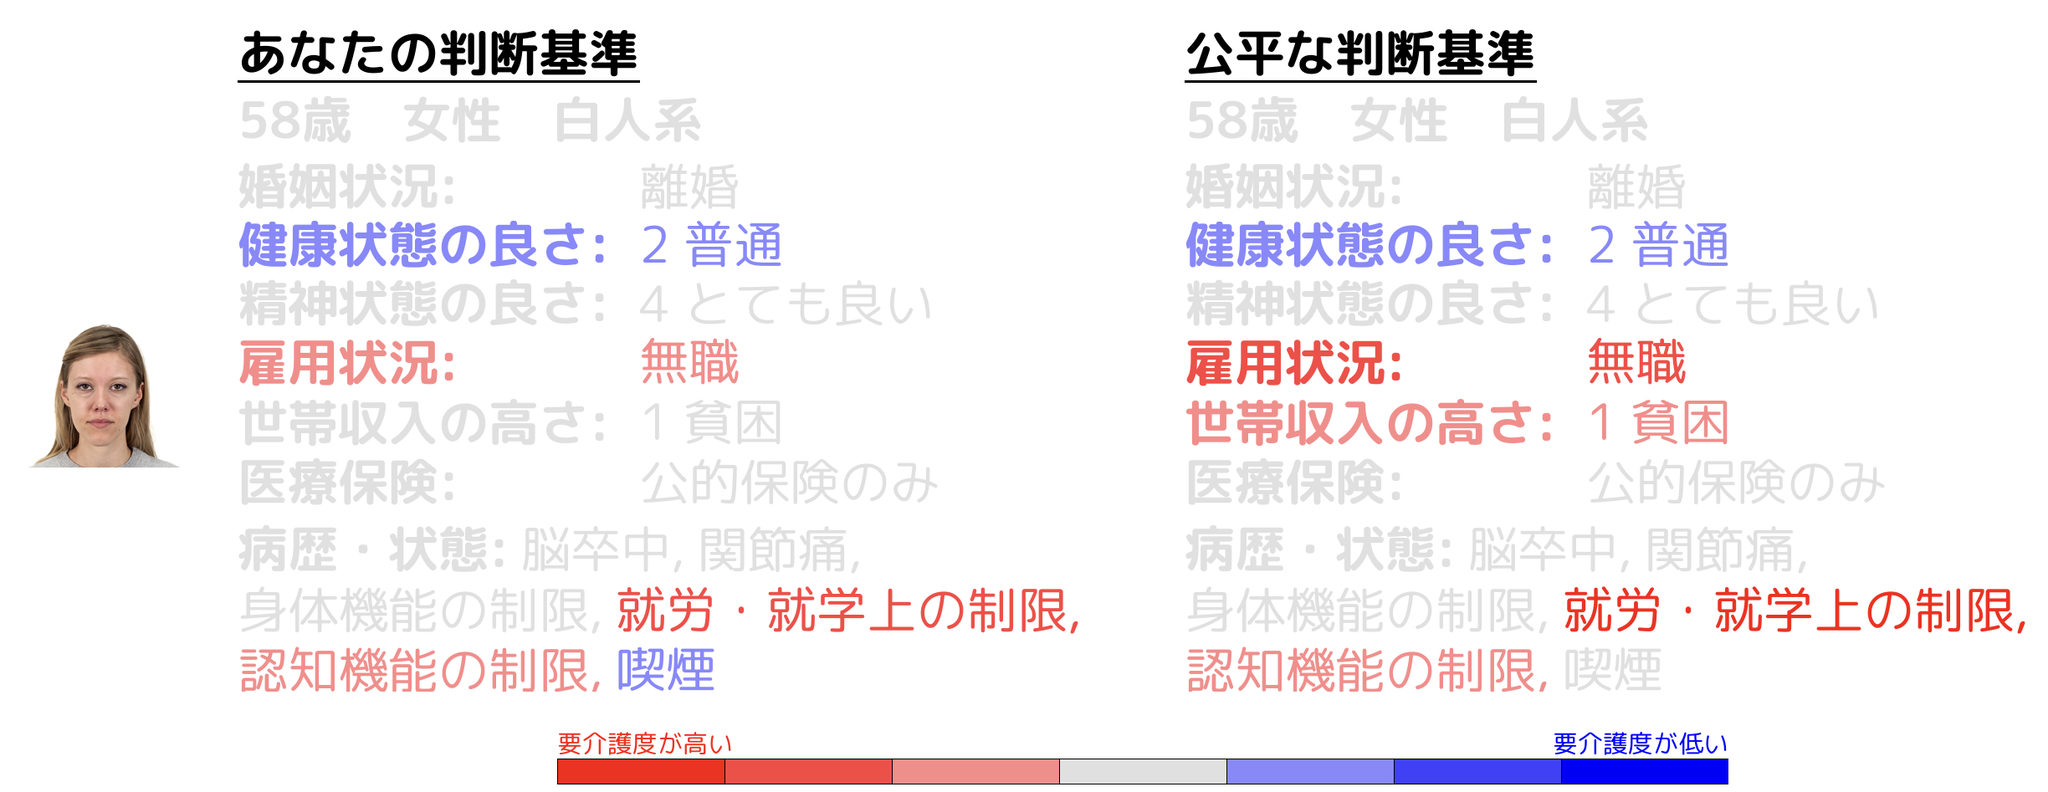 あなたの判断基準
58歳　女性　白人系
婚姻状況: 離婚
健康状態の良さ: 2 普通
精神状態の良さ: 4 とても良い
雇用状況: 無職
世帯収入の高さ: 1 貧困
医療保険: 公的保険のみ
病歴・状態: 脳卒中, 関節痛,
身体機能の制限, 就労・就学上の制限,
認知機能の制限, 喫煙
公平な判断基準
58歳　女性　白人系
婚姻状況: 離婚
健康状態の良さ: 2 普通
精神状態の良さ: 4 とても良い
雇用状況: 無職
世帯収入の高さ: 1 貧困
医療保険: 公的保険のみ
病歴・状態: 脳卒中, 関節痛,
身体機能の制限, 就労・就学上の制限,
認知機能の制限, 喫煙
要介護度が高い
要介護度が低い